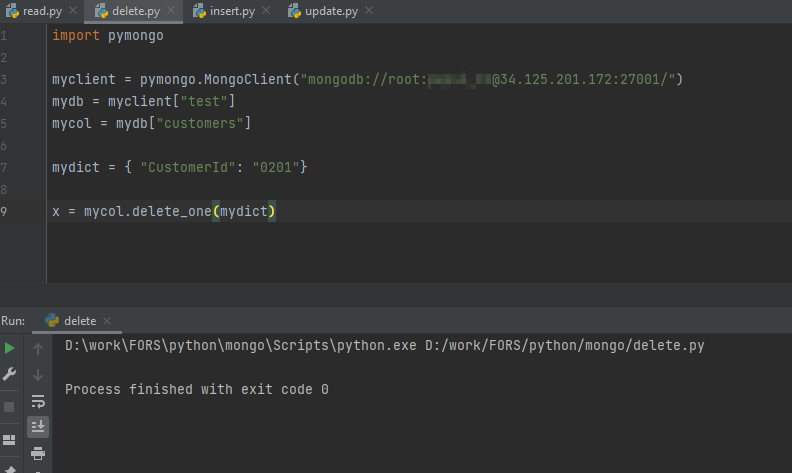 read.py delete.py insert.py update.py
1 import pymongo
2
3 myclient = pymongo.MongoClient("mongodb://root: @34.125.201.172:27001/")
4 mydb = myclient["test"]
5 mycol = mydb["customers"]
6
7 mydict = { "CustomerId": "0201"}
8
9 x = mycol.delete_one(mydict)
Run: delete
D:\work\FORS\python\mongo\Scripts\python.exe D:/work/FORS/python/mongo/delete.py
Process finished with exit code 0